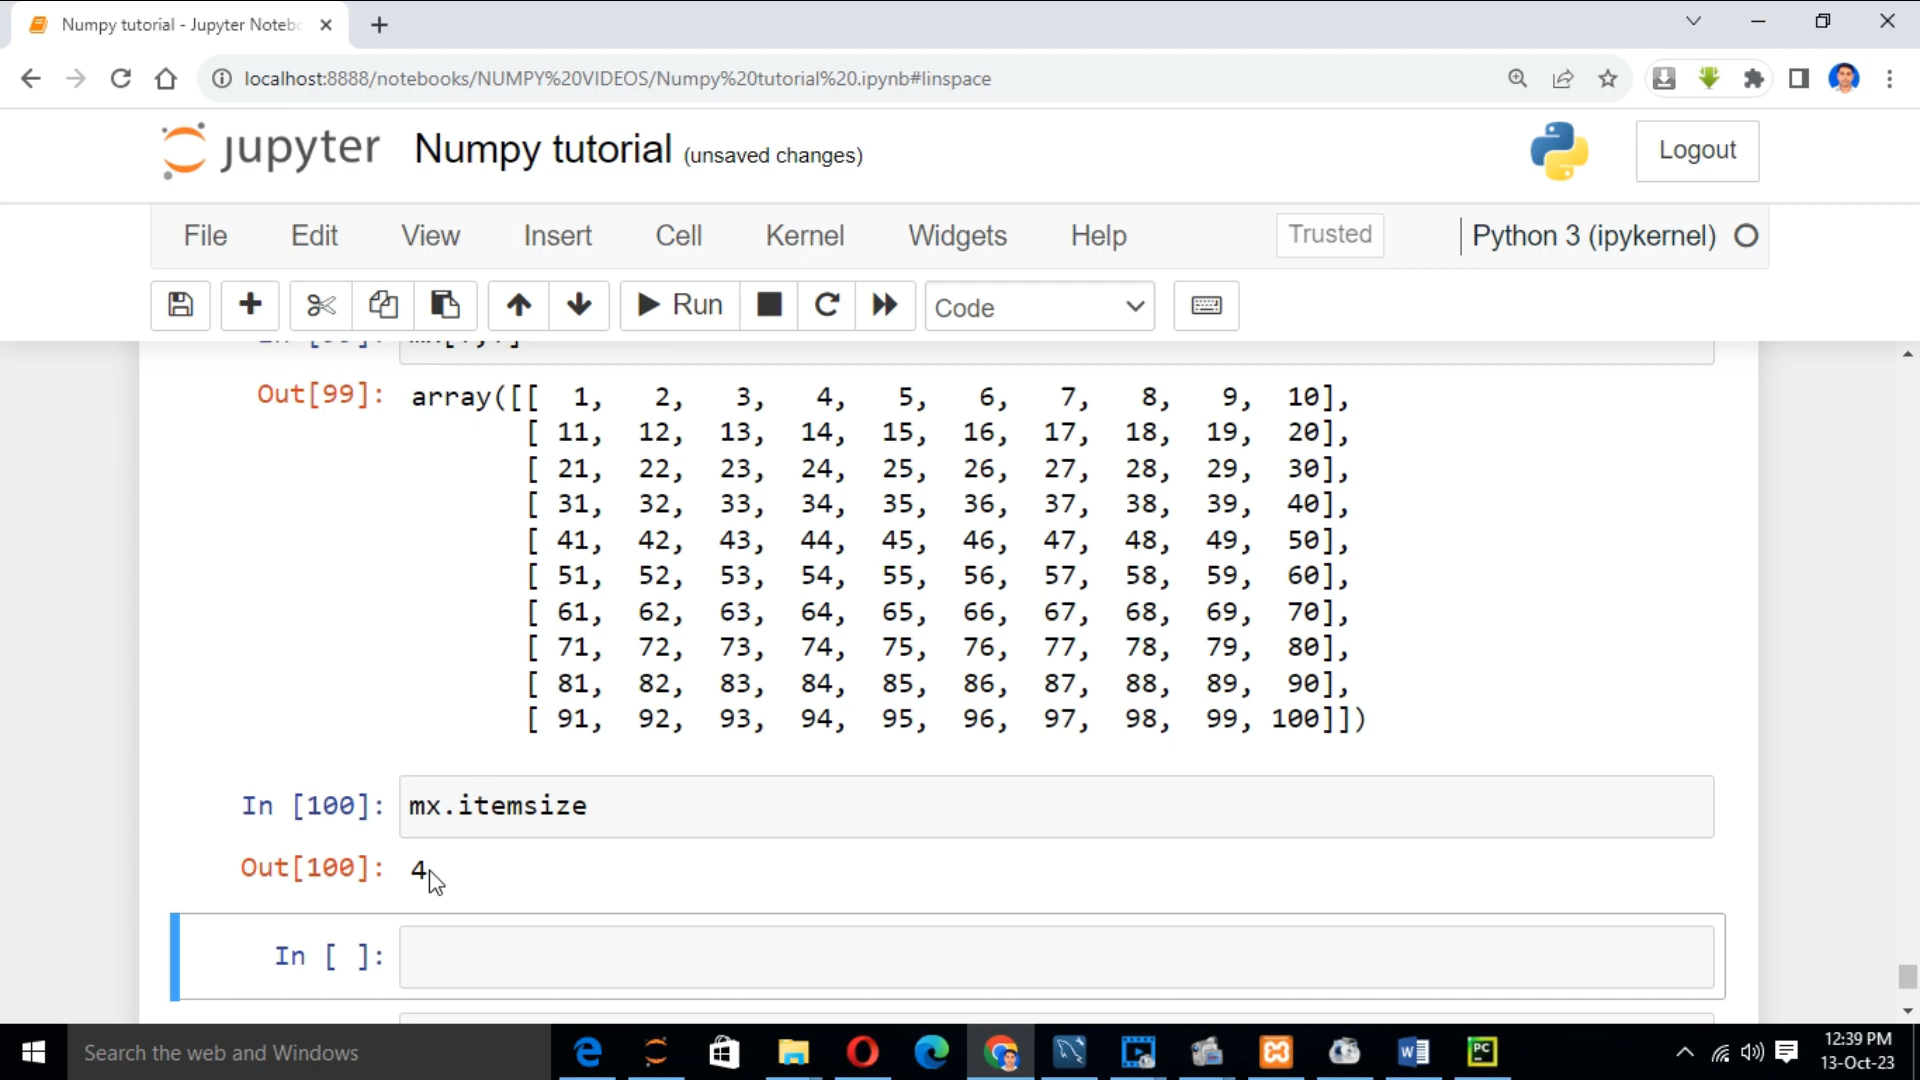 Numpy tutorial - Jupyter Notebo
localhost:8888/notebooks/NUMPY%20VIDEOS/Numpy%20tutorial%20.ipynb#linspace
jupyter Numpy tutorial (unsaved changes) Logout
File Edit View Insert Cell Kernel Widgets Help Trusted Python 3 (ipykernel)
Run Code
Out[99]: array([[ 1, 2, 3, 4, 5, 6, 7, 8, 9, 10],
[ 11, 12, 13, 14, 15, 16, 17, 18, 19, 20],
[ 21, 22, 23, 24, 25, 26, 27, 28, 29, 30],
[ 31, 32, 33, 34, 35, 36, 37, 38, 39, 40],
[ 41, 42, 43, 44, 45, 46, 47, 48, 49, 50],
[ 51, 52, 53, 54, 55, 56, 57, 58, 59, 60],
[ 61, 62, 63, 64, 65, 66, 67, 68, 69, 70],
[ 71, 72, 73, 74, 75, 76, 77, 78, 79, 80],
[ 81, 82, 83, 84, 85, 86, 87, 88, 89, 90],
[ 91, 92, 93, 94, 95, 96, 97, 98, 99, 100]])
In [100]: mx.itemsize
Out[100]: 4
In [ ]:
Search the web and Windows
W
PC
12:39 PM
13-Oct-23